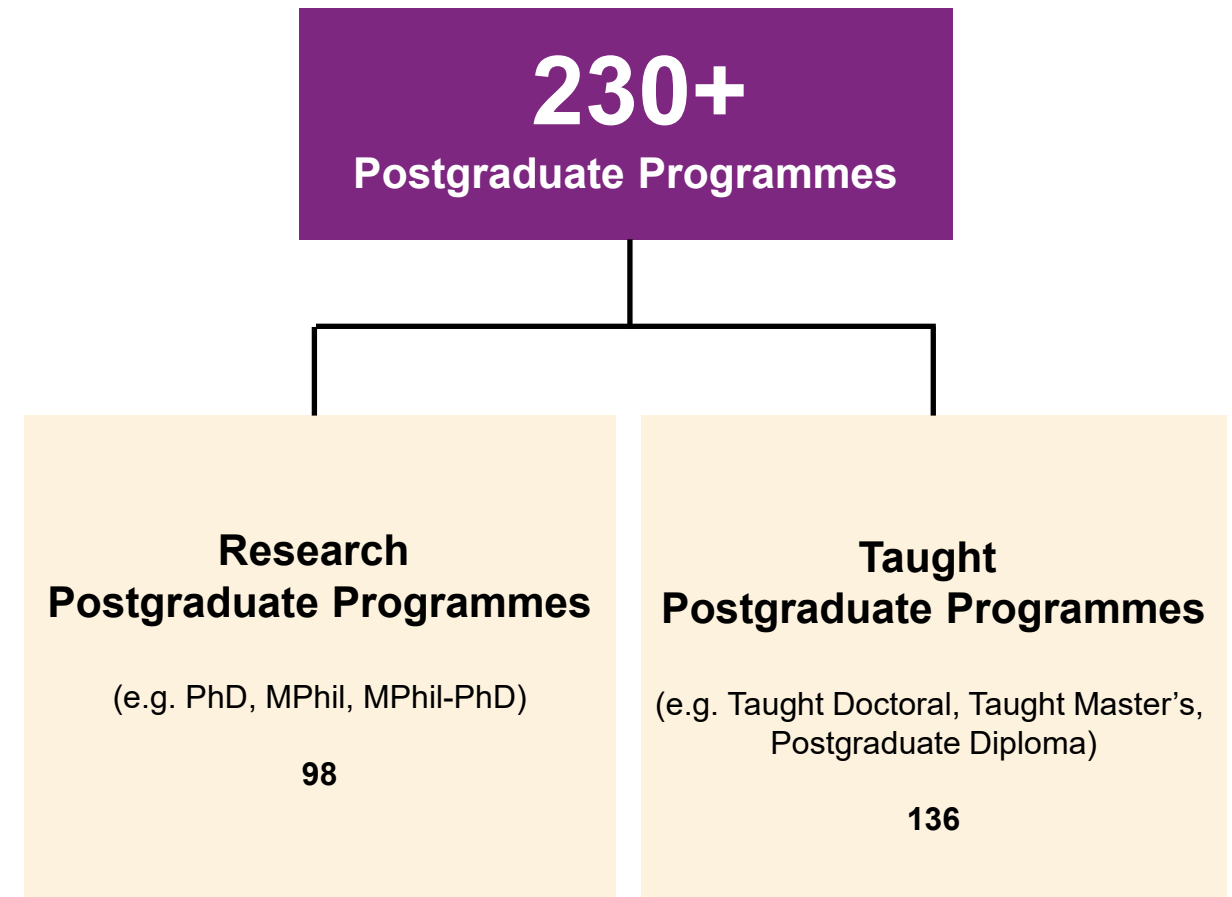 230+
Postgraduate Programmes
Research
Postgraduate Programmes
(e.g. PhD, MPhil, MPhil-PhD)
98
Taught
Postgraduate Programmes
(e.g. Taught Doctoral, Taught Master’s,
Postgraduate Diploma)
136